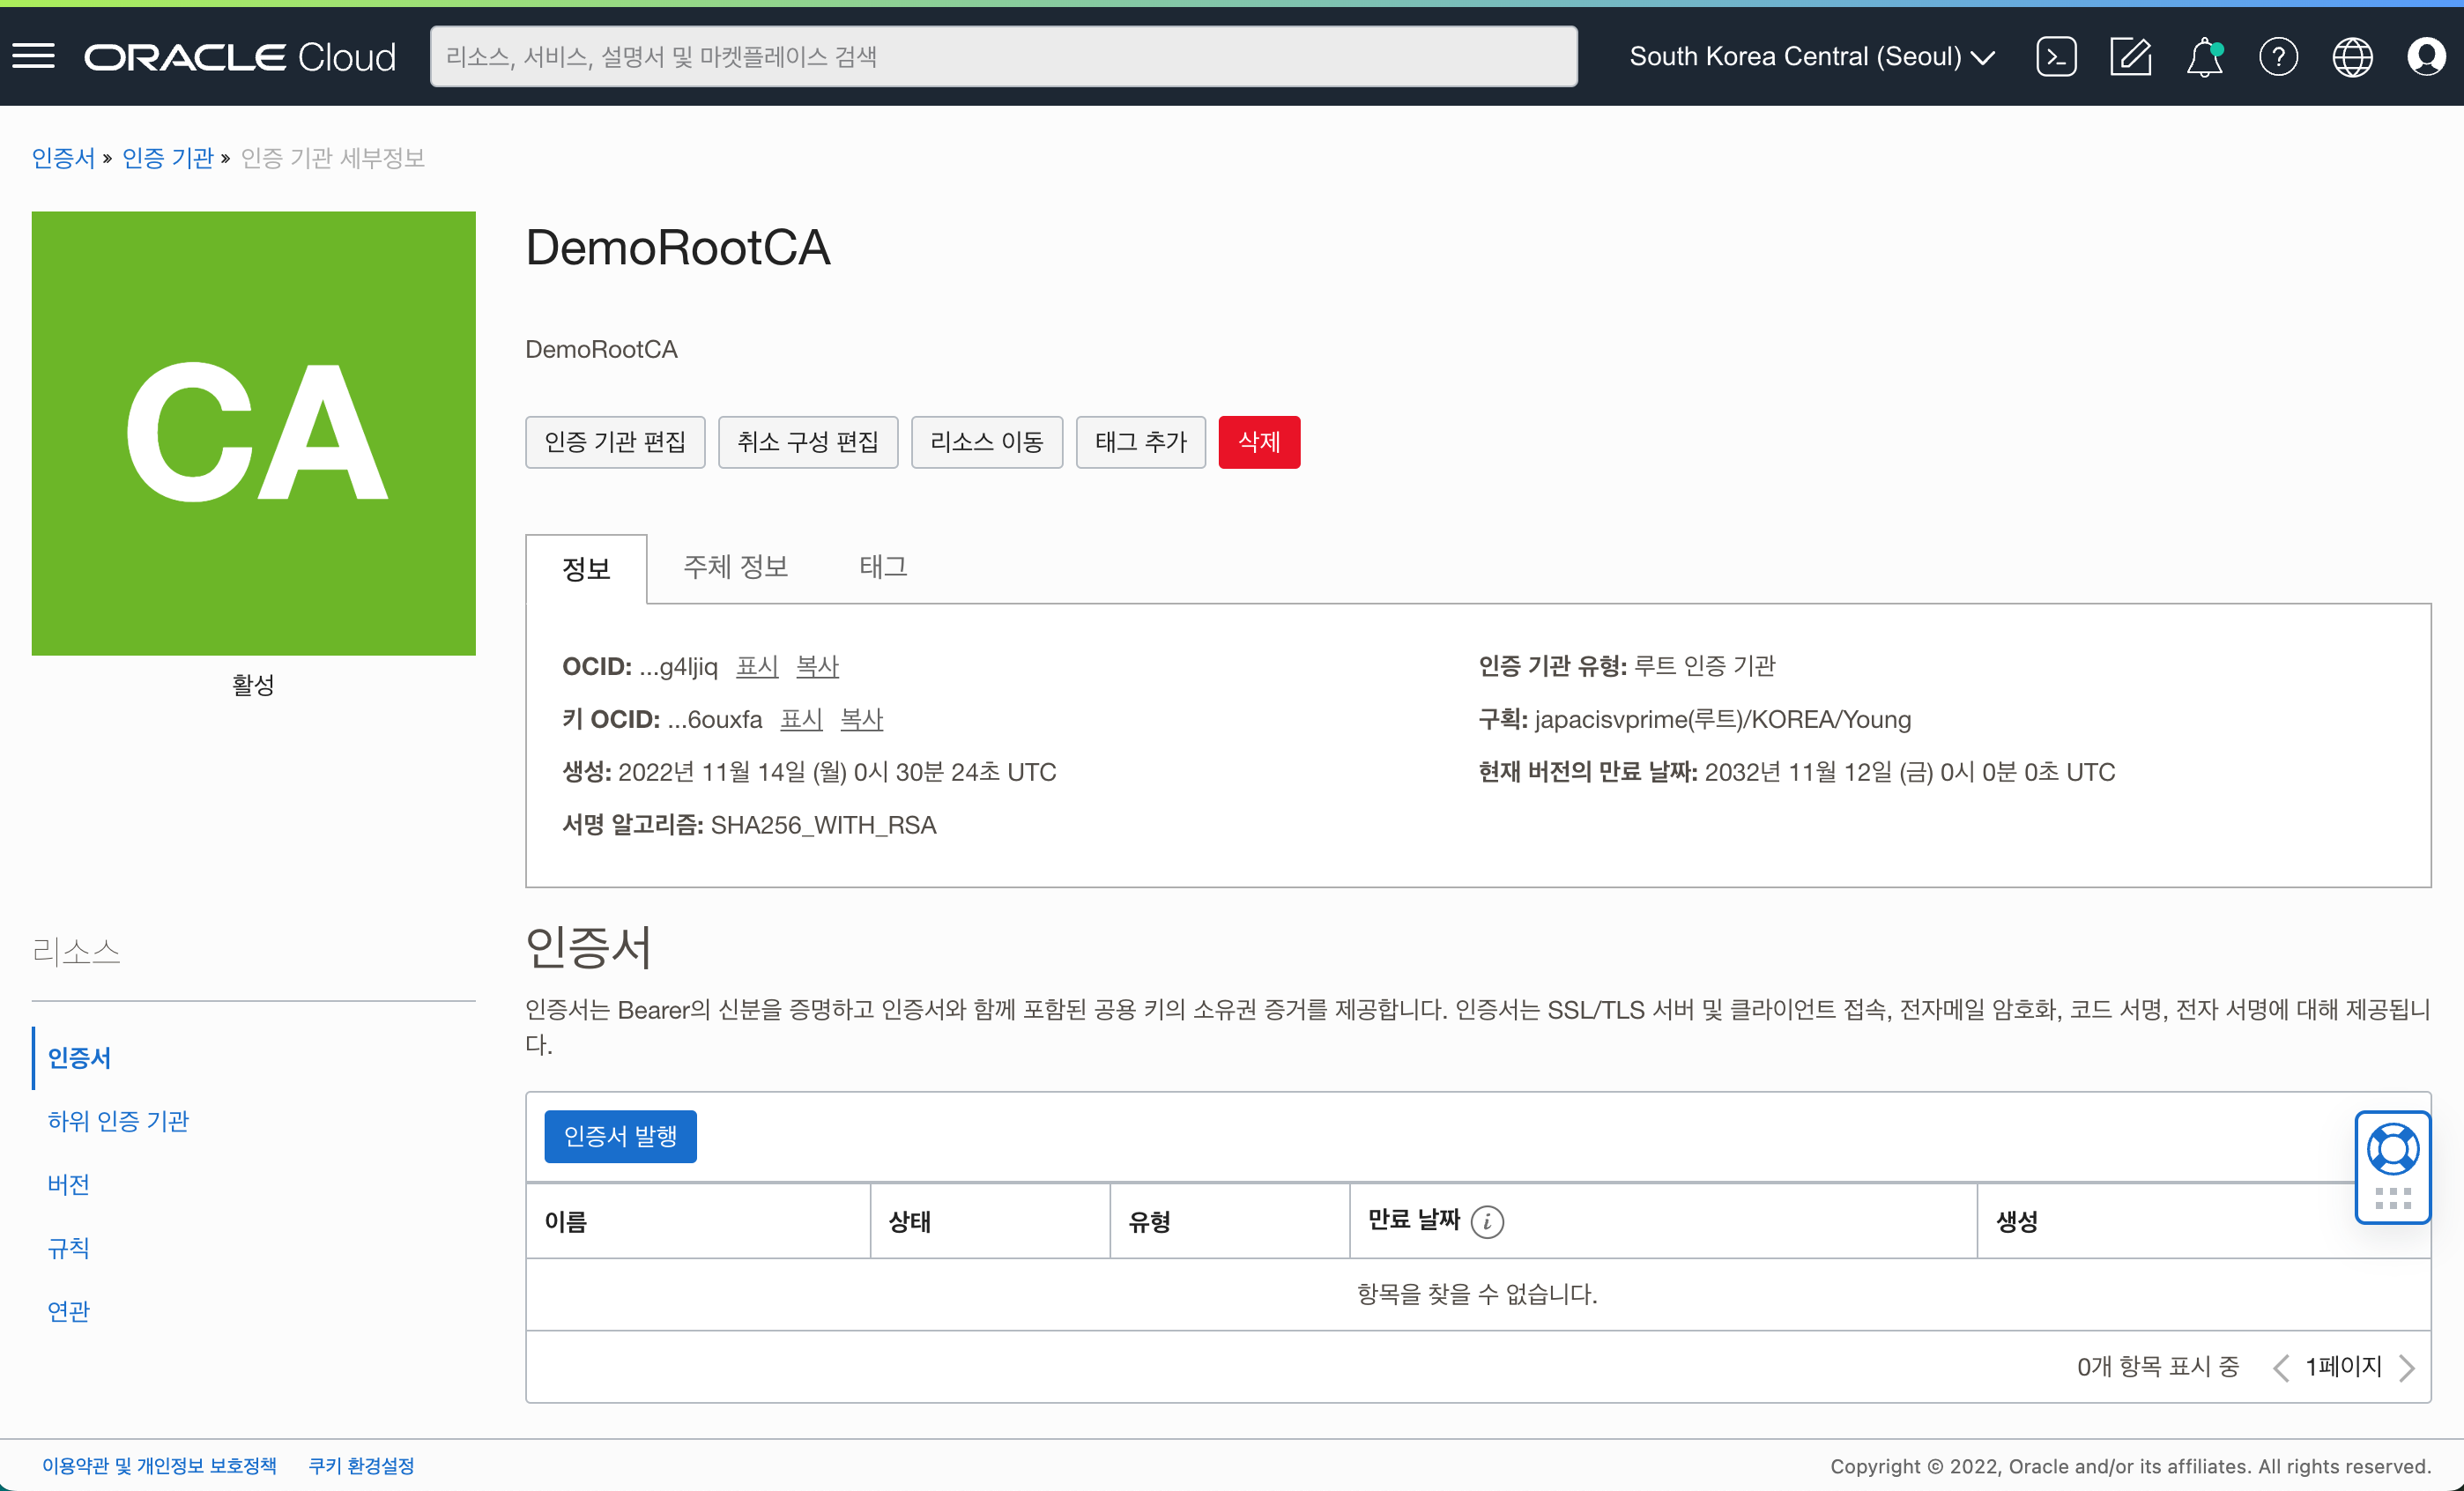 ORACLE Cloud
리소스, 서비스, 설명서 및 마켓플레이스 검색
South Korea Central (Seoul)
인증서 » 인증 기관 » 인증 기관 세부정보
CA
활성
DemoRootCA
DemoRootCA
인증 기관 편집 취소 구성 편집 리소스 이동 태그 추가 삭제
정보 주체 정보 태그
OCID: ...g4ljiq 표시 복사
키 OCID: ...6ouxfa 표시 복사
생성: 2022년 11월 14일 (월) 0시 30분 24초 UTC
서명 알고리즘: SHA256_WITH_RSA
인증 기관 유형: 루트 인증 기관
구획: japacisvprime(루트)/KOREA/Young
현재 버전의 만료 날짜: 2032년 11월 12일 (금) 0시 0분 0초 UTC
리소스
인증서
하위 인증 기관
버전
규칙
연관
인증서
인증서는 Bearer의 신분을 증명하고 인증서와 함께 포함된 공용 키의 소유권 증거를 제공합니다. 인증서는 SSL/TLS 서버 및 클라이언트 접속, 전자메일 암호화, 코드 서명, 전자 서명에 대해 제공됩니
다.
인증서 발행
이름 상태 유형 만료 날짜 i 생성
항목을 찾을 수 없습니다.
0개 항목 표시 중 1페이지
이용약관 및 개인정보 보호정책 쿠키 환경설정
Copyright © 2022, Oracle and/or its affiliates. All rights reserved.